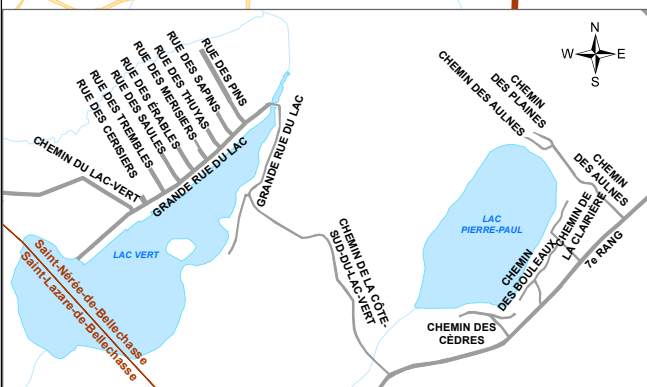 N
W E
S
RUE DES PINS
RUE DES SAPINS
RUE DES THUYAS
RUE DES MERISIERS
RUE DES ÉRABLES
RUE DES SAULES
RUE DES TREMBLES
RUE DES CERISIERS
CHEMIN DU LAC-VERT
GRANDE RUE DU LAC
GRANDE RUE DU LAC
LAC VERT
Saint-Nérée-de-Bellechasse
Saint-Lazare-de-Bellechasse
CHEMIN DE LA CÔTE-
SUD-DU-LAC-VERT
CHEMIN DES AULNES
CHEMIN
DES PLAINES
CHEMIN
DES AULNES
LAC
PIERRE-PAUL
CHEMIN DE
LA CLAIRIÈRE
CHEMIN
DES BOULEAUX
7e RANG
CHEMIN DES
CÈDRES